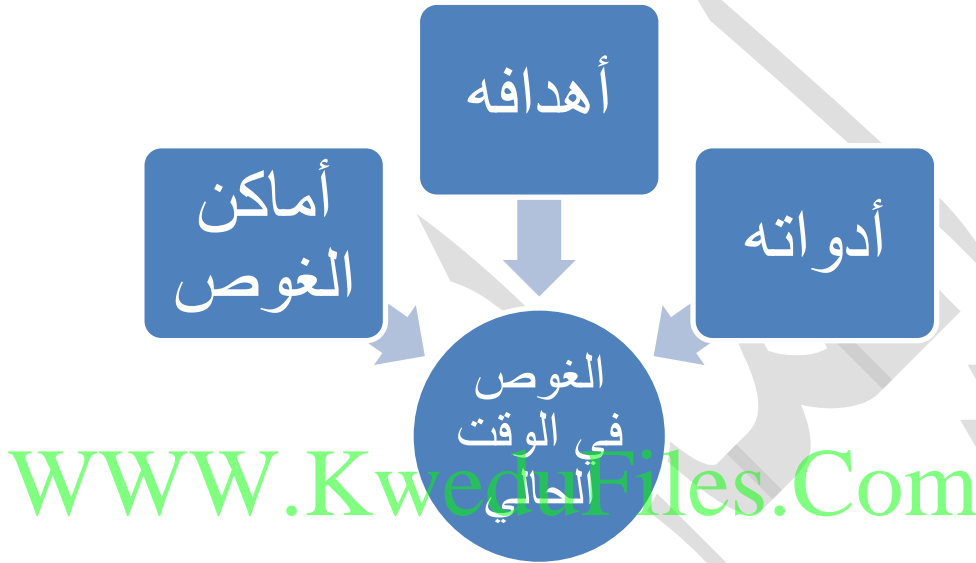 أهدافه
أدواته
أماكن
الغوص
الغوص
في الوقت
الحالي
WWW.KweduFiles.Com